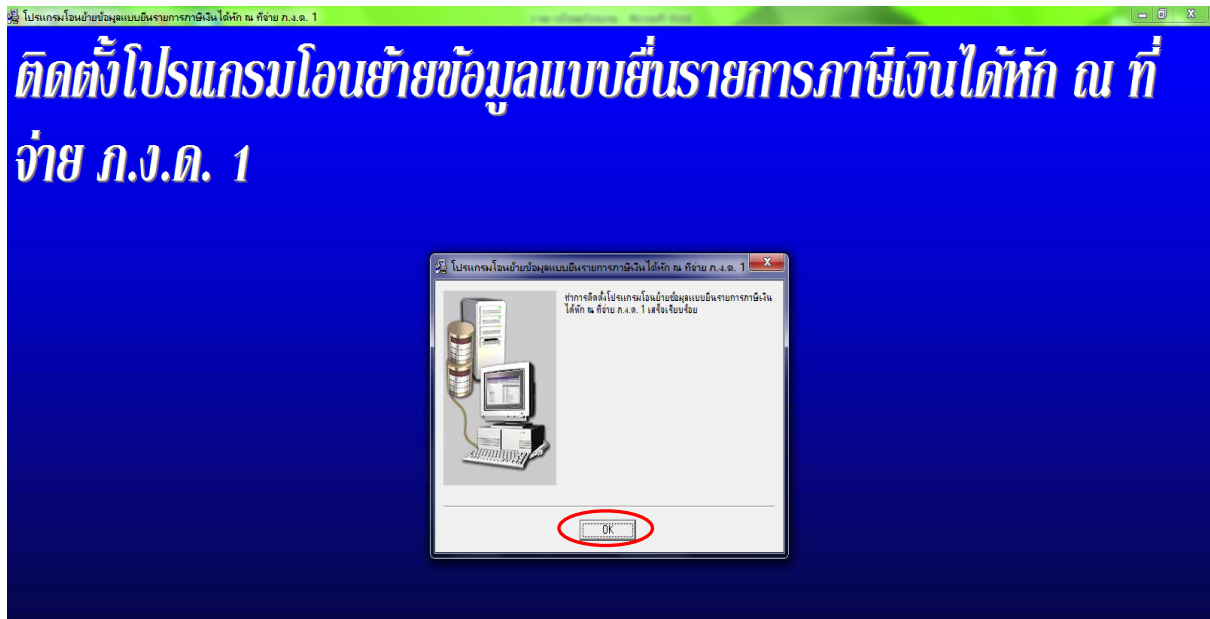 โปรแกรมโอนย้ายข้อมูลแบบยื่นรายการภาษีเงินได้หัก ณ ที่จ่าย ภ.ง.ด. 1
ติดตั้งโปรแกรมโอนย้ายข้อมูลแบบยื่นรายการภาษีเงินได้หัก ณ ที่
จ่าย ภ.ง.ด. 1
โปรแกรมโอนย้ายข้อมูลแบบยื่นรายการภาษีเงินได้หัก ณ ที่จ่าย ภ.ง.ด. 1
ทำการติดตั้งโปรแกรมโอนย้ายข้อมูลแบบยื่นรายการภาษีเงิน
ได้หัก ณ ที่จ่าย ภ.ง.ด. 1 เสร็จเรียบร้อย
OK